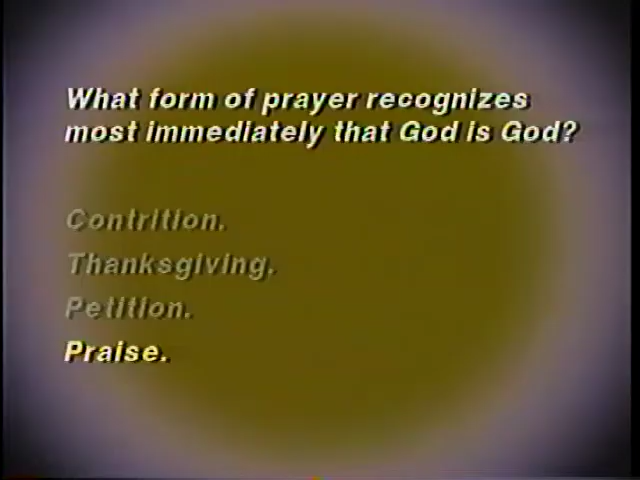 What form of prayer recognizes
most immediately that God is God?
Contrition.
Thanksgiving.
Petition.
Praise.